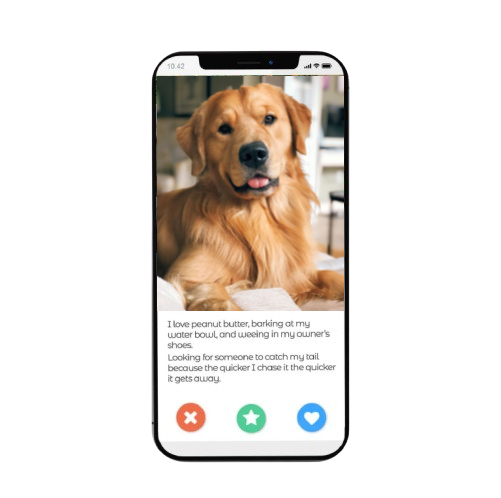 10.42
I love peanut butter, barking at my
water bowl, and weeing in my owner's
shoes.
Looking for someone to catch my tail
because the quicker I chase it the quicker
it gets away.